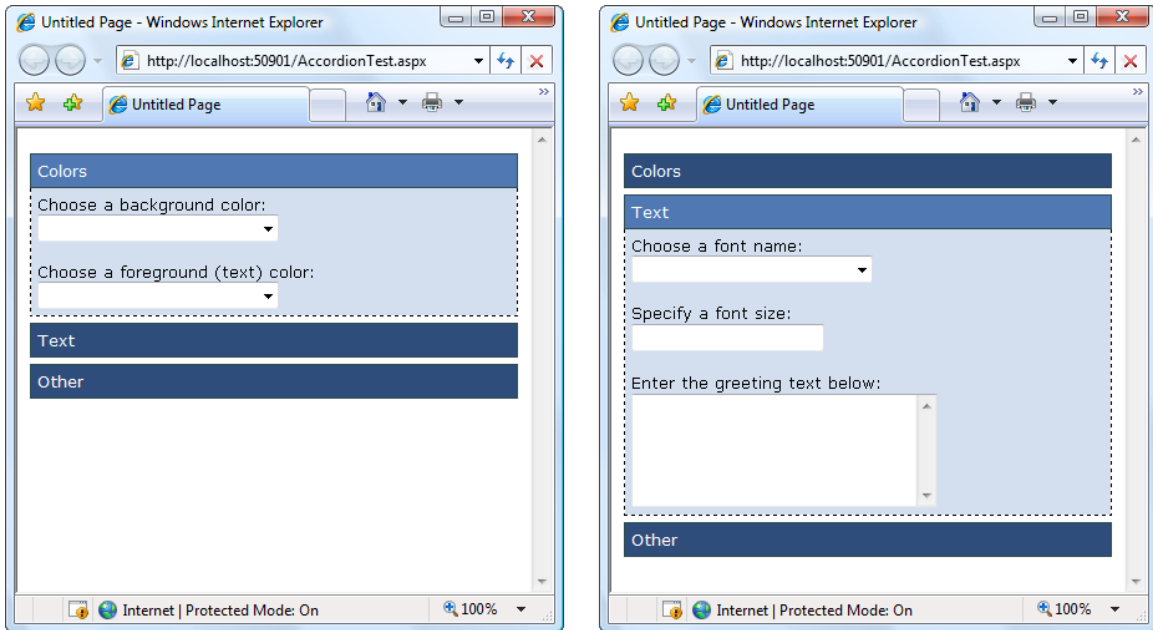 Untitled Page - Windows Internet Explorer
http://localhost:50901/AccordionTest.aspx
Untitled Page
Colors
Choose a background color:
Choose a foreground (text) color:
Text
Other
Internet | Protected Mode: On
100%
Untitled Page - Windows Internet Explorer
http://localhost:50901/AccordionTest.aspx
Untitled Page
Colors
Text
Choose a font name:
Specify a font size:
Enter the greeting text below:
Other
Internet | Protected Mode: On
100%